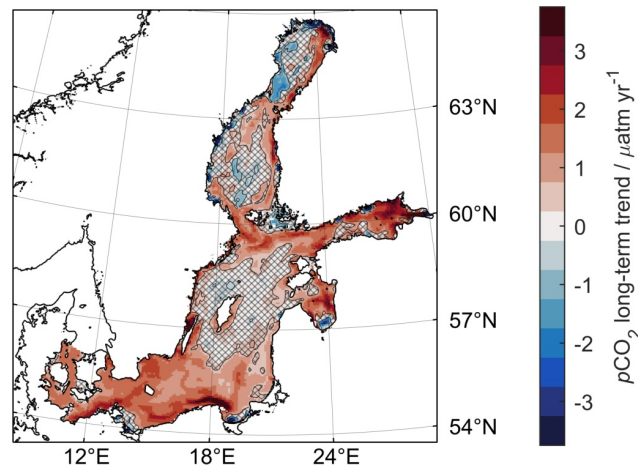 63°N
60°N
57°N
54°N
12°E 18°E 24°E
3
2
1
0
-1
-2
-3
pCO₂ long-term trend / μatm yr⁻¹